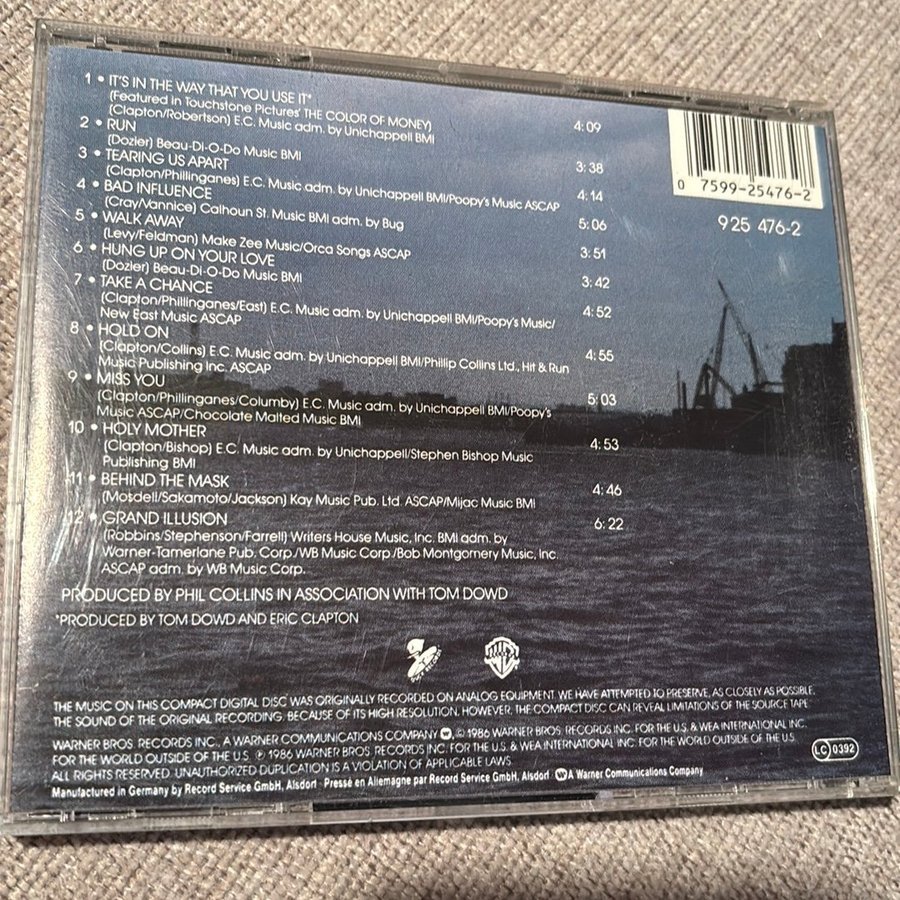 1 • IT'S IN THE WAY THAT YOU USE IT* 4:09
(Featured in Touchstone Pictures' THE COLOR OF MONEY)
(Clapton/Robertson) E.C. Music adm. by Unichappell BMI
2 • RUN 3:38
(Dozier) Beau-Di-O-Do Music BMI
3 • TEARING US APART 4:14
(Clapton/Phillinganes) E.C. Music adm. by Unichappell BMI/Poopy's Music ASCAP
4 • BAD INFLUENCE 5:06
(Cray/Vannice) Calhoun St. Music BMI adm. by Bug
5 • WALK AWAY 3:51
(Levy/Feldman) Make Zee Music/Orca Songs ASCAP
6 • HUNG UP ON YOUR LOVE 3:42
(Dozier) Beau-Di-O-Do Music BMI
7 • TAKE A CHANCE 4:52
(Clapton/Phillinganes/East) E.C. Music adm. by Unichappell BMI/Poopy's Music/
New East Music ASCAP
8 • HOLD ON 4:55
(Clapton/Collins) E.C. Music adm. by Unichappell BMI/Phillip Collins Ltd., Hit & Run
Music Publishing Inc. ASCAP
9 • MISS YOU 5:03
(Clapton/Phillinganes/Columby) E.C. Music adm. by Unichappell BMI/Poopy's
Music ASCAP/Chocolate Malted Music BMI
10 • HOLY MOTHER 4:53
(Clapton/Bishop) E.C. Music adm. by Unichappell/Stephen Bishop Music
Publishing BMI
11 • BEHIND THE MASK 4:46
(Mosdell/Sakamoto/Jackson) Kay Music Pub. Ltd. ASCAP/Mijac Music BMI
12 • GRAND ILLUSION 6:22
(Robbins/Stephenson/Farrell) Writers House Music, Inc. BMI adm. by
Warner-Tamerlane Pub. Corp./WB Music Corp./Bob Montgomery Music, Inc.
ASCAP adm. by WB Music Corp.
0 7599-25476-2
925 476-2
PRODUCED BY PHIL COLLINS IN ASSOCIATION WITH TOM DOWD
*PRODUCED BY TOM DOWD AND ERIC CLAPTON
DUCK RECORDS
WB
THE MUSIC ON THIS COMPACT DIGITAL DISC WAS ORIGINALLY RECORDED ON ANALOG EQUIPMENT. WE HAVE ATTEMPTED TO PRESERVE, AS CLOSELY AS POSSIBLE,
THE SOUND OF THE ORIGINAL RECORDING. BECAUSE OF ITS HIGH RESOLUTION, HOWEVER, THE COMPACT DISC CAN REVEAL LIMITATIONS OF THE SOURCE TAPE
WARNER BROS. RECORDS INC., A WARNER COMMUNICATIONS COMPANY, © 1986 WARNER BROS. RECORDS INC. FOR THE U.S. & WEA INTERNATIONAL INC.
FOR THE WORLD OUTSIDE OF THE U.S. ℗ 1986 WARNER BROS. RECORDS INC. FOR THE U.S. & WEA INTERNATIONAL INC. FOR THE WORLD OUTSIDE OF THE U.S.
ALL RIGHTS RESERVED. UNAUTHORIZED DUPLICATION IS A VIOLATION OF APPLICABLE LAWS.
Manufactured in Germany by Record Service GmbH, Alsdorf · Pressé en Allemagne par Record Service GmbH, Alsdorf · A Warner Communications Company
LC 0392